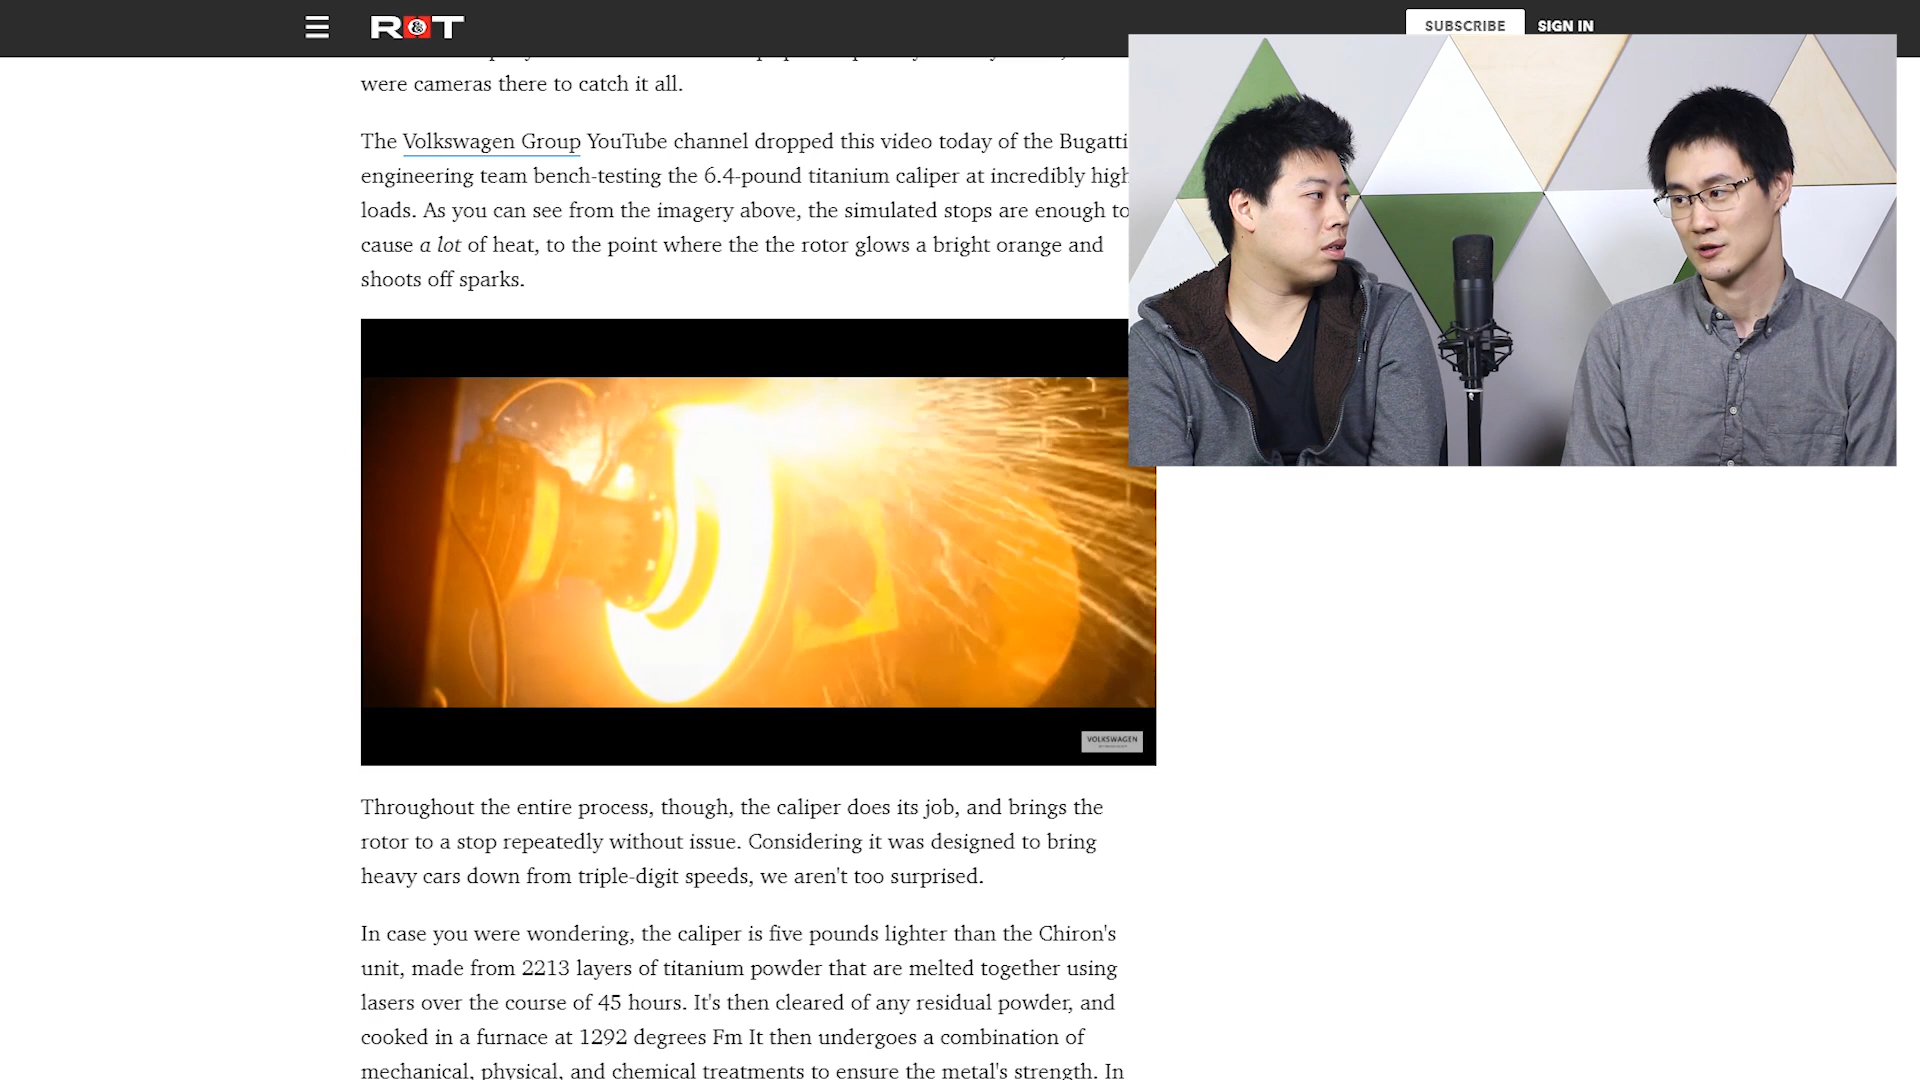 R&T
SUBSCRIBE
SIGN IN
were cameras there to catch it all.
The Volkswagen Group YouTube channel dropped this video today of the Bugatti
engineering team bench-testing the 6.4-pound titanium caliper at incredibly high
loads. As you can see from the imagery above, the simulated stops are enough to
cause a lot of heat, to the point where the the rotor glows a bright orange and
shoots off sparks.
VOLKSWAGEN
Throughout the entire process, though, the caliper does its job, and brings the
rotor to a stop repeatedly without issue. Considering it was designed to bring
heavy cars down from triple-digit speeds, we aren't too surprised.
In case you were wondering, the caliper is five pounds lighter than the Chiron's
unit, made from 2213 layers of titanium powder that are melted together using
lasers over the course of 45 hours. It's then cleared of any residual powder, and
cooked in a furnace at 1292 degrees Fm It then undergoes a combination of
mechanical, physical, and chemical treatments to ensure the metal's strength. In